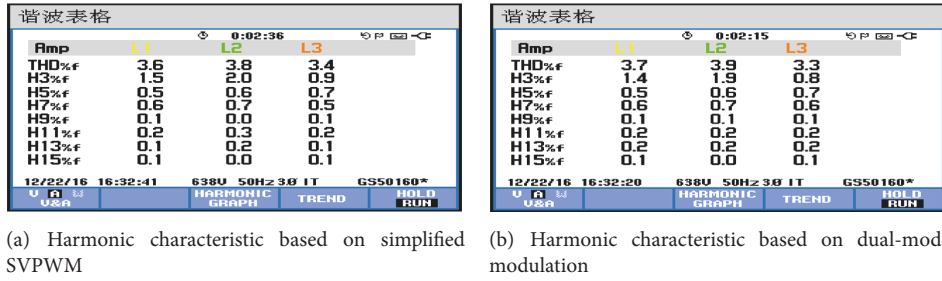 谐波表格
0:02:36
Amp L1 L2 L3
THD%f 3.6 3.8 3.4
H3%f 1.5 2.0 0.9
H5%f 0.5 0.6 0.7
H7%f 0.6 0.7 0.5
H9%f 0.1 0.0 0.1
H11%f 0.2 0.3 0.2
H13%f 0.1 0.2 0.1
H15%f 0.1 0.0 0.1
12/22/16 16:32:41 638V 50Hz 3Ø IT GS50160*
V A W HARMONIC TREND HOLD
V&A GRAPH RUN
(a) Harmonic characteristic based on simplified
SVPWM
谐波表格
0:02:15
Amp L1 L2 L3
THD%f 3.7 3.9 3.3
H3%f 1.4 1.9 0.8
H5%f 0.5 0.6 0.7
H7%f 0.6 0.7 0.6
H9%f 0.1 0.1 0.1
H11%f 0.2 0.2 0.2
H13%f 0.2 0.2 0.2
H15%f 0.1 0.0 0.1
12/22/16 16:32:20 638V 50Hz 3Ø IT GS50160*
V A W HARMONIC TREND HOLD
V&A GRAPH RUN
(b) Harmonic characteristic based on dual-mod
modulation